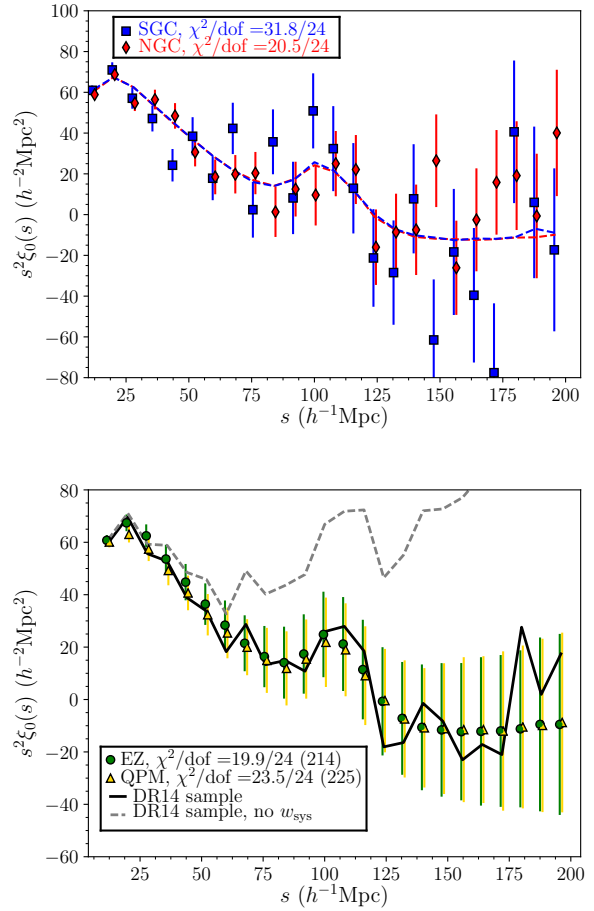 100
80
60
40
20
0
−20
−40
−60
−80
s²ξ₀(s) (h⁻¹Mpc²)
SGC, χ²/dof =31.8/24
NGC, χ²/dof =20.5/24
25 50 75 100 125 150 175 200
s (h⁻¹Mpc)
80
60
40
20
0
−20
−40
−60
s²ξ₀(s) (h⁻²Mpc²)
EZ, χ²/dof =19.9/24 (214)
QPM, χ²/dof =23.5/24 (225)
DR14 sample
DR14 sample, no w_sys
25 50 75 100 125 150 175 200
s (h⁻¹Mpc)